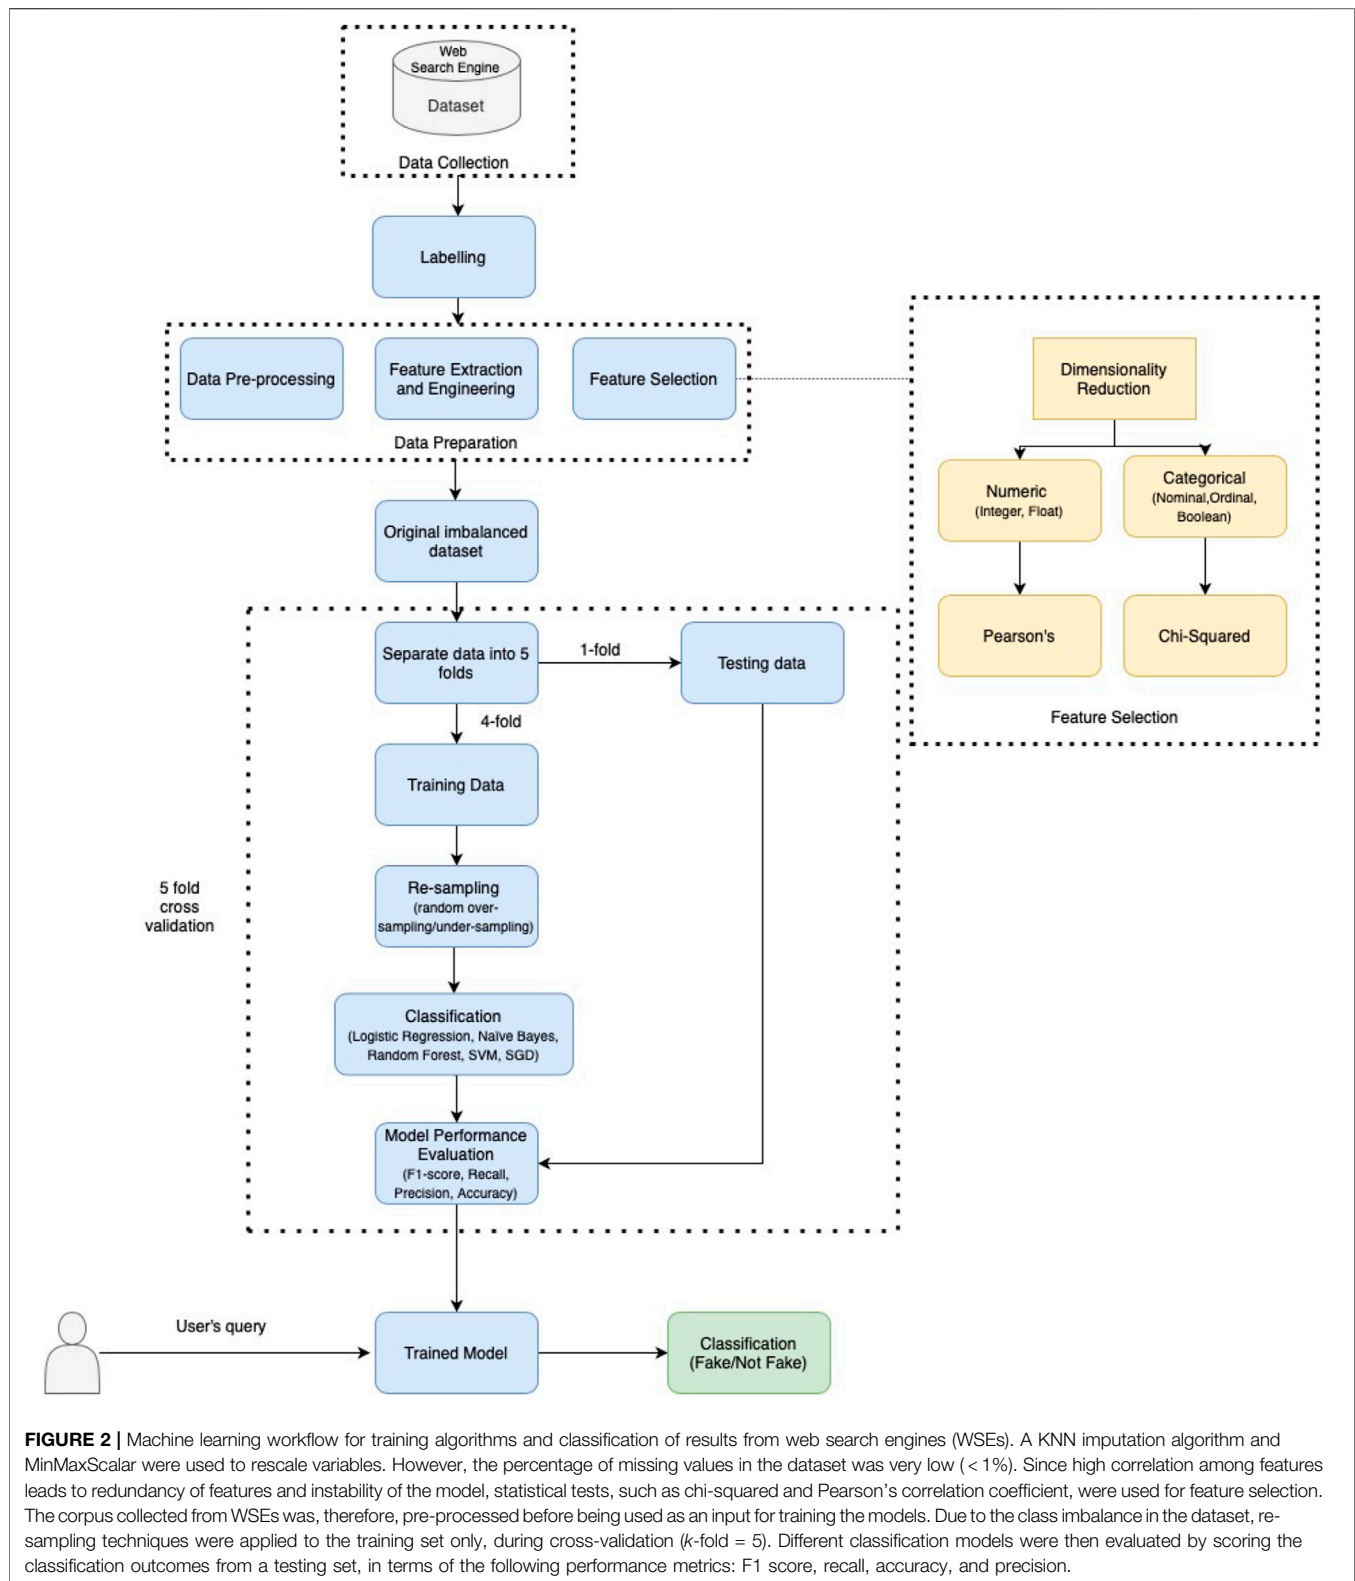 Web
Search Engine
Dataset
Data Collection
Labelling
Data Pre-processing
Feature Extraction
and Engineering
Feature Selection
Data Preparation
Dimensionality
Reduction
Numeric
(Integer, Float)
Categorical
(Nominal,Ordinal,
Boolean)
Pearson's
Chi-Squared
Feature Selection
Original imbalanced
dataset
Separate data into 5
folds
1-fold
Testing data
4-fold
Training Data
5 fold
cross
validation
Re-sampling
(random over-
sampling/under-sampling)
Classification
(Logistic Regression, Naïve Bayes,
Random Forest, SVM, SGD)
Model Performance
Evaluation
(F1-score, Recall,
Precision, Accuracy)
User's query
Trained Model
Classification
(Fake/Not Fake)
FIGURE 2 | Machine learning workflow for training algorithms and classification of results from web search engines (WSEs). A KNN imputation algorithm and
MinMaxScalar were used to rescale variables. However, the percentage of missing values in the dataset was very low (<1%). Since high correlation among features
leads to redundancy of features and instability of the model, statistical tests, such as chi-squared and Pearson's correlation coefficient, were used for feature selection.
The corpus collected from WSEs was, therefore, pre-processed before being used as an input for training the models. Due to the class imbalance in the dataset, re-
sampling techniques were applied to the training set only, during cross-validation (k-fold = 5). Different classification models were then evaluated by scoring the
classification outcomes from a testing set, in terms of the following performance metrics: F1 score, recall, accuracy, and precision.